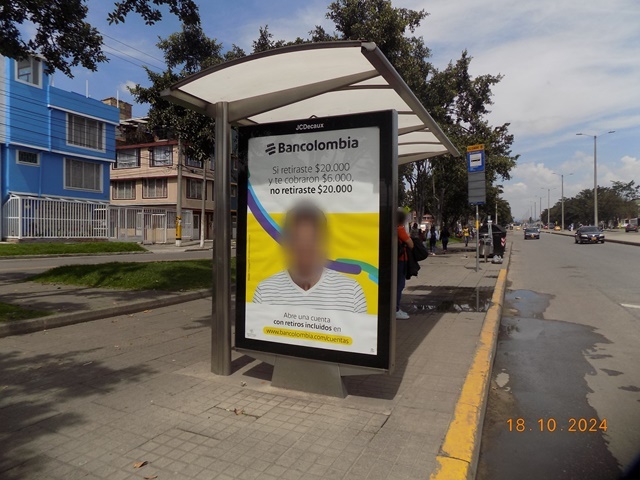 JCDecaux
Bancolombia
Si retiraste $20.000
y te cobraron $6.000,
no retiraste $20.000
Abre una cuenta
con retiros incluidos en
www.bancolombia.com/cuentas
18.10.2024